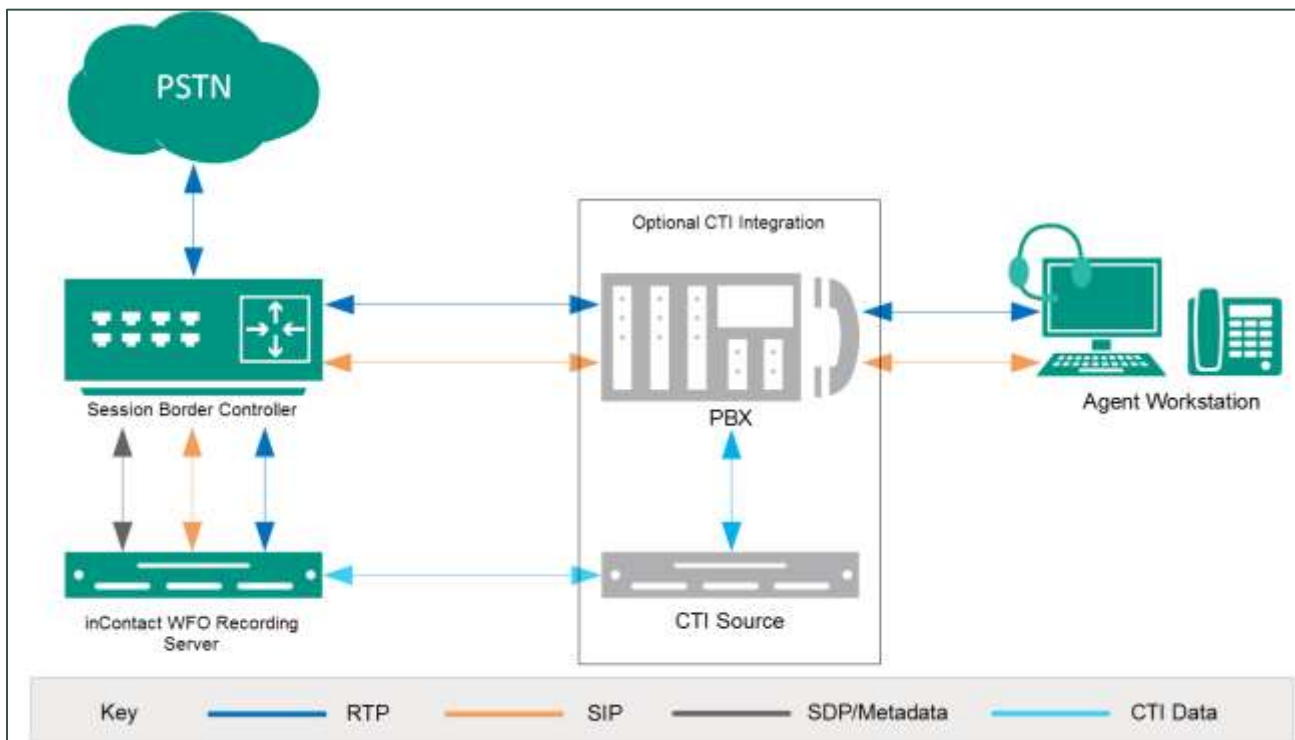 PSTN
Optional CTI Integration
Session Border Controller
PBX
Agent Workstation
inContact WFO Recording
Server
CTI Source
Key
RTP
SIP
SDP/Metadata
CTI Data